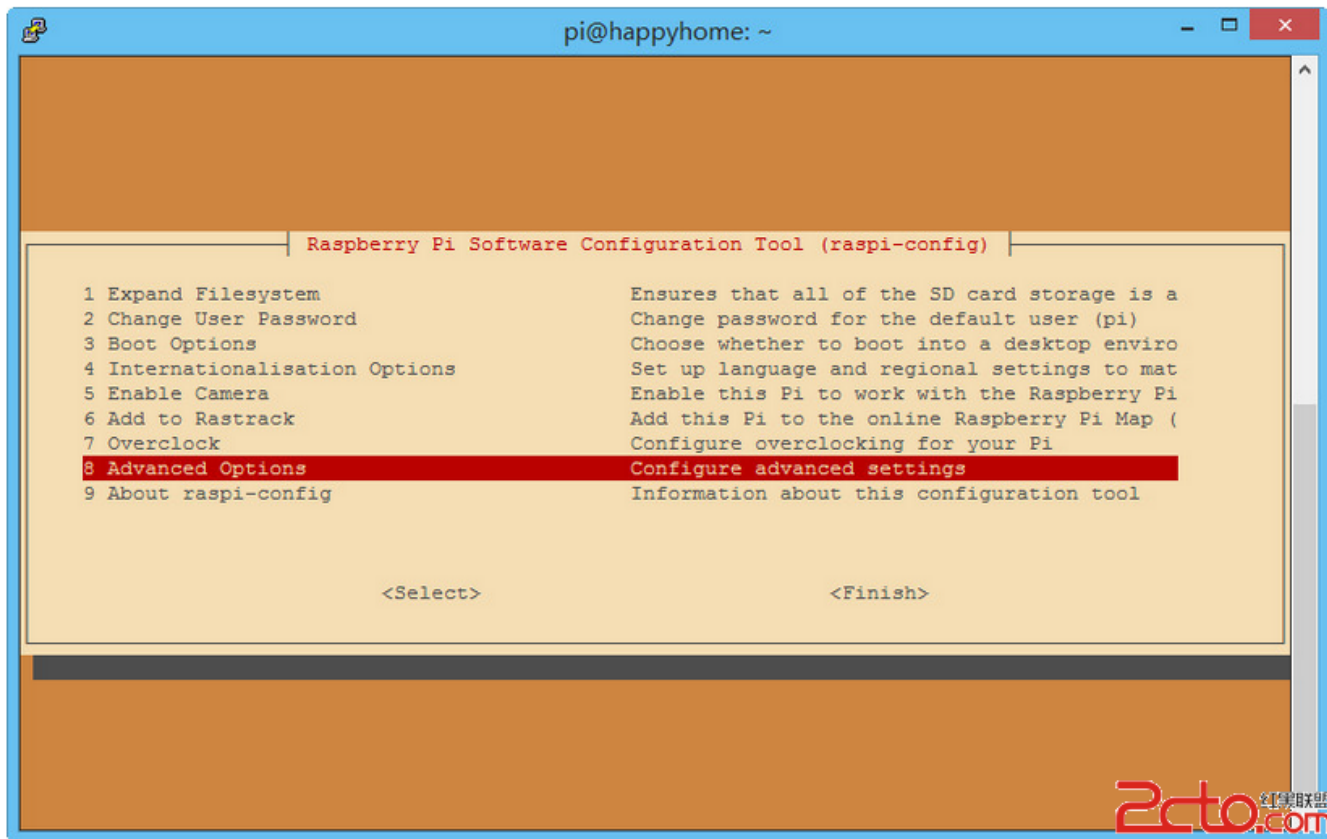 pi@happyhome: ~
Raspberry Pi Software Configuration Tool (raspi-config)
1 Expand Filesystem Ensures that all of the SD card storage is a
2 Change User Password Change password for the default user (pi)
3 Boot Options Choose whether to boot into a desktop enviro
4 Internationalisation Options Set up language and regional settings to mat
5 Enable Camera Enable this Pi to work with the Raspberry Pi
6 Add to Rastrack Add this Pi to the online Raspberry Pi Map (
7 Overclock Configure overclocking for your Pi
8 Advanced Options Configure advanced settings
9 About raspi-config Information about this configuration tool
<Select> <Finish>
2cto 红黑联盟
.com